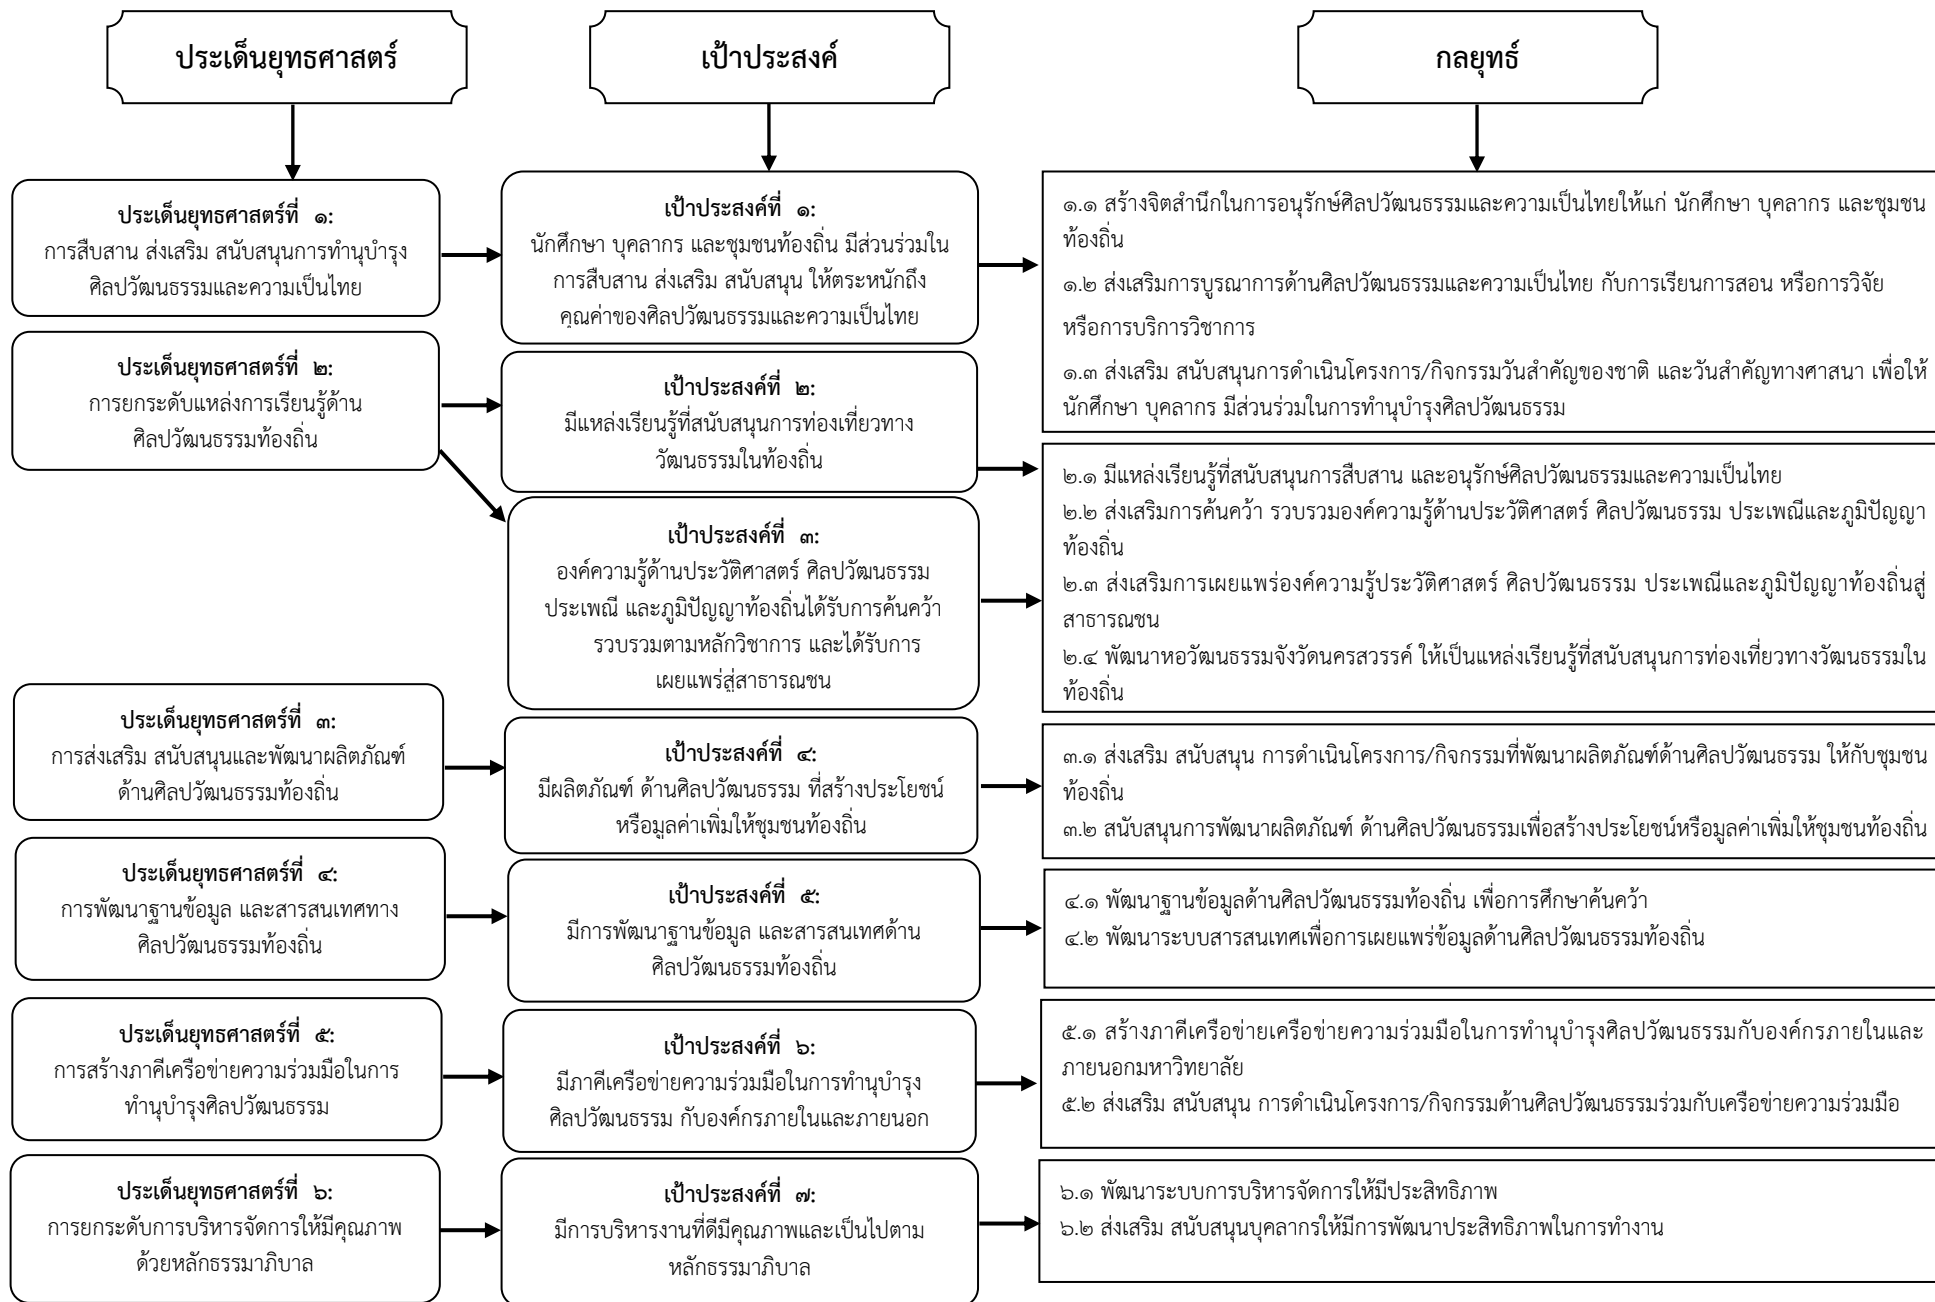 ประเด็นยุทธศาสตร์
เป้าประสงค์
กลยุทธ์
ประเด็นยุทธศาสตร์ที่ ๑:
การสืบสาน ส่งเสริม สนับสนุนการทำนุบำรุง
ศิลปวัฒนธรรมและความเป็นไทย
เป้าประสงค์ที่ ๑:
นักศึกษา บุคลากร และชุมชนท้องถิ่น มีส่วนร่วมใน
การสืบสาน ส่งเสริม สนับสนุน ให้ตระหนักถึง
คุณค่าของศิลปวัฒนธรรมและความเป็นไทย
๑.๑ สร้างจิตสำนึกในการอนุรักษ์ศิลปวัฒนธรรมและความเป็นไทยให้แก่ นักศึกษา บุคลากร และชุมชน
ท้องถิ่น
๑.๒ ส่งเสริมการบูรณาการด้านศิลปวัฒนธรรมและความเป็นไทย กับการเรียนการสอน หรือการวิจัย
หรือการบริการวิชาการ
๑.๓ ส่งเสริม สนับสนุนการดำเนินโครงการ/กิจกรรมวันสำคัญของชาติ และวันสำคัญทางศาสนา เพื่อให้
นักศึกษา บุคลากร มีส่วนร่วมในการทำนุบำรุงศิลปวัฒนธรรม
ประเด็นยุทธศาสตร์ที่ ๒:
การยกระดับแหล่งการเรียนรู้ด้าน
ศิลปวัฒนธรรมท้องถิ่น
เป้าประสงค์ที่ ๒:
มีแหล่งเรียนรู้ที่สนับสนุนการท่องเที่ยวทาง
วัฒนธรรมในท้องถิ่น
เป้าประสงค์ที่ ๓:
องค์ความรู้ด้านประวัติศาสตร์ ศิลปวัฒนธรรม
ประเพณี และภูมิปัญญาท้องถิ่นได้รับการค้นคว้า
รวบรวมตามหลักวิชาการ และได้รับการ
เผยแพร่สู่สาธารณชน
๒.๑ มีแหล่งเรียนรู้ที่สนับสนุนการสืบสาน และอนุรักษ์ศิลปวัฒนธรรมและความเป็นไทย
๒.๒ ส่งเสริมการค้นคว้า รวบรวมองค์ความรู้ด้านประวัติศาสตร์ ศิลปวัฒนธรรม ประเพณีและภูมิปัญญา
ท้องถิ่น
๒.๓ ส่งเสริมการเผยแพร่องค์ความรู้ประวัติศาสตร์ ศิลปวัฒนธรรม ประเพณีและภูมิปัญญาท้องถิ่นสู่
สาธารณชน
๒.๔ พัฒนาหอวัฒนธรรมจังวัดนครสวรรค์ ให้เป็นแหล่งเรียนรู้ที่สนับสนุนการท่องเที่ยวทางวัฒนธรรมใน
ท้องถิ่น
ประเด็นยุทธศาสตร์ที่ ๓:
การส่งเสริม สนับสนุนและพัฒนาผลิตภัณฑ์
ด้านศิลปวัฒนธรรมท้องถิ่น
เป้าประสงค์ที่ ๔:
มีผลิตภัณฑ์ ด้านศิลปวัฒนธรรม ที่สร้างประโยชน์
หรือมูลค่าเพิ่มให้ชุมชนท้องถิ่น
๓.๑ ส่งเสริม สนับสนุน การดำเนินโครงการ/กิจกรรมที่พัฒนาผลิตภัณฑ์ด้านศิลปวัฒนธรรม ให้กับชุมชน
ท้องถิ่น
๓.๒ สนับสนุนการพัฒนาผลิตภัณฑ์ ด้านศิลปวัฒนธรรมเพื่อสร้างประโยชน์หรือมูลค่าเพิ่มให้ชุมชนท้องถิ่น
ประเด็นยุทธศาสตร์ที่ ๔:
การพัฒนาฐานข้อมูล และสารสนเทศทาง
ศิลปวัฒนธรรมท้องถิ่น
เป้าประสงค์ที่ ๕:
มีการพัฒนาฐานข้อมูล และสารสนเทศด้าน
ศิลปวัฒนธรรมท้องถิ่น
๔.๑ พัฒนาฐานข้อมูลด้านศิลปวัฒนธรรมท้องถิ่น เพื่อการศึกษาค้นคว้า
๔.๒ พัฒนาระบบสารสนเทศเพื่อการเผยแพร่ข้อมูลด้านศิลปวัฒนธรรมท้องถิ่น
ประเด็นยุทธศาสตร์ที่ ๕:
การสร้างภาคีเครือข่ายความร่วมมือในการ
ทำนุบำรุงศิลปวัฒนธรรม
เป้าประสงค์ที่ ๖:
มีภาคีเครือข่ายความร่วมมือในการทำนุบำรุง
ศิลปวัฒนธรรม กับองค์กรภายในและภายนอก
๕.๑ สร้างภาคีเครือข่ายเครือข่ายความร่วมมือในการทำนุบำรุงศิลปวัฒนธรรมกับองค์กรภายในและ
ภายนอกมหาวิทยาลัย
๕.๒ ส่งเสริม สนับสนุน การดำเนินโครงการ/กิจกรรมด้านศิลปวัฒนธรรมร่วมกับเครือข่ายความร่วมมือ
ประเด็นยุทธศาสตร์ที่ ๖:
การยกระดับการบริหารจัดการให้มีคุณภาพ
ด้วยหลักธรรมาภิบาล
เป้าประสงค์ที่ ๗:
มีการบริหารงานที่ดีมีคุณภาพและเป็นไปตาม
หลักธรรมาภิบาล
๖.๑ พัฒนาระบบการบริหารจัดการให้มีประสิทธิภาพ
๖.๒ ส่งเสริม สนับสนุนบุคลากรให้มีการพัฒนาประสิทธิภาพในการทำงาน